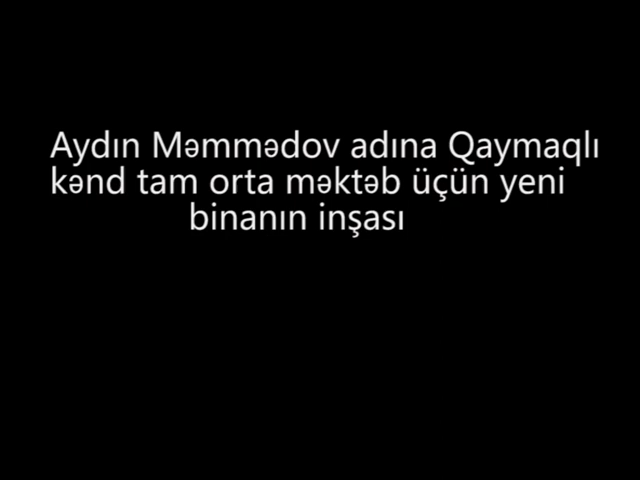 Aydın Məmmədov adına Qaymaqlı
kənd tam orta məktəb üçün yeni
binanın inşası